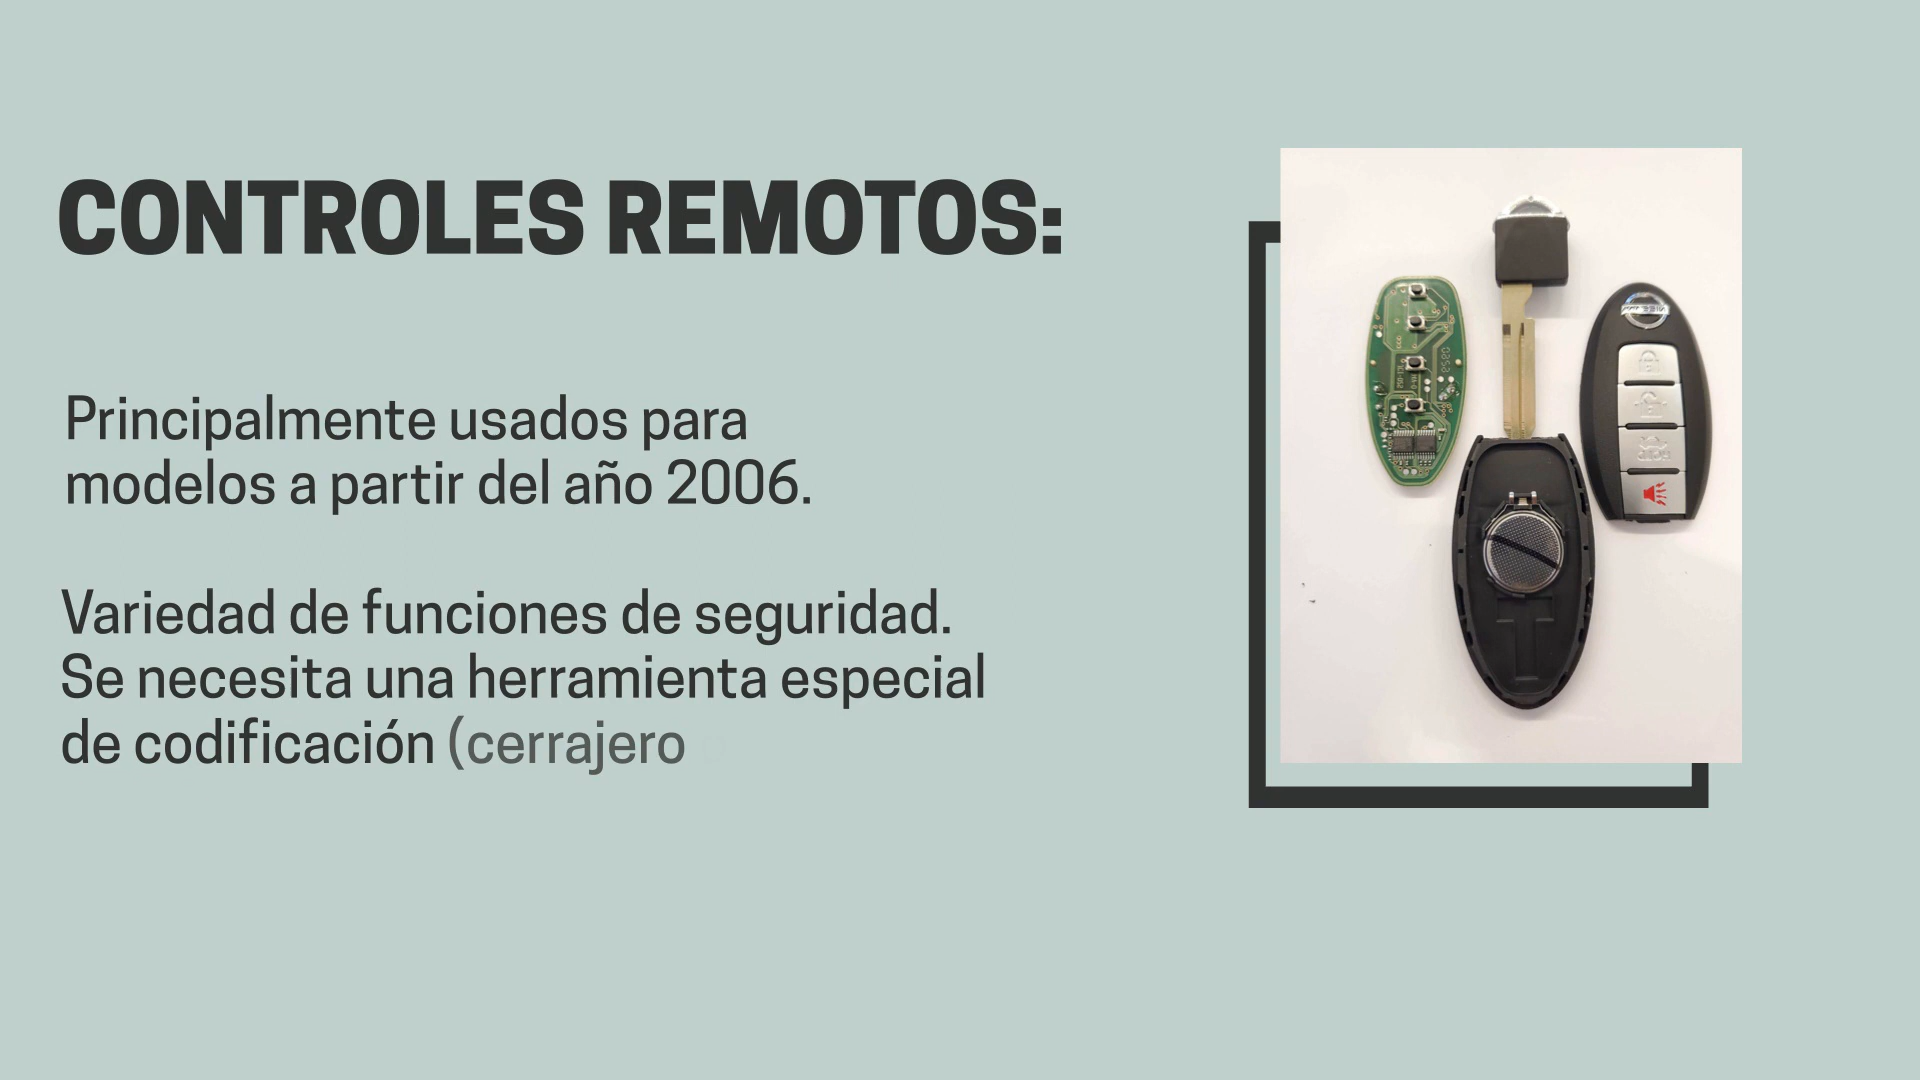 CONTROLES REMOTOS:
Principalmente usados para
modelos a partir del año 2006.
Variedad de funciones de seguridad.
Se necesita una herramienta especial
de codificación (cerrajero